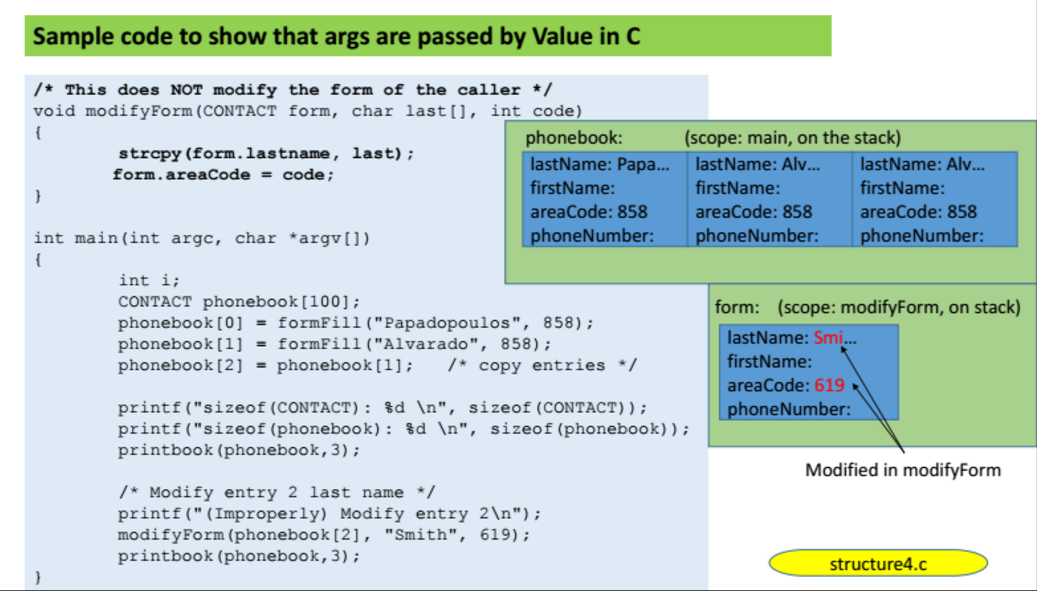 Sample code to show that args are passed by Value in C
/* This does NOT modify the form of the caller */
void modifyForm(CONTACT form, char last[], int code)
{
strcpy(form.lastname, last);
form.areaCode = code;
}
int main(int argc, char *argv[])
{
int i;
CONTACT phonebook[100];
phonebook[0] = formFill("Papadopoulos", 858);
phonebook[1] = formFill("Alvarado", 858);
phonebook[2] = phonebook[1]; /* copy entries */
printf("sizeof(CONTACT): %d \n", sizeof(CONTACT));
printf("sizeof(phonebook): %d \n", sizeof(phonebook));
printbook(phonebook,3);
/* Modify entry 2 last name */
printf("(Improperly) Modify entry 2\n");
modifyForm(phonebook[2], "Smith", 619);
printbook(phonebook,3);
}
phonebook: (scope: main, on the stack)
lastName: Papa...
firstName:
areaCode: 858
phoneNumber:
lastName: Alv...
firstName:
areaCode: 858
phoneNumber:
lastName: Alv...
firstName:
areaCode: 858
phoneNumber:
form: (scope: modifyForm, on stack)
lastName: Smi...
firstName:
areaCode: 619
phoneNumber:
Modified in modifyForm
structure4.c